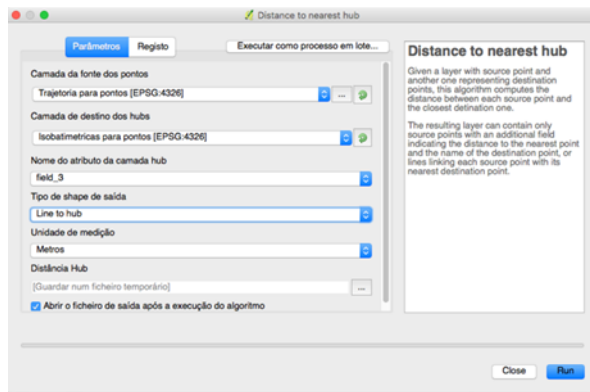 Distance to nearest hub
Parâmetros
Registo
Executar como processo em lote...
Camada da fonte dos pontos
Trajetoria para pontos [EPSG:4326]
...
Camada de destino dos hubs
Isobatimetricas para pontos [EPSG:4326]
Nome do atributo da camada hub
field_3
Tipo de shape de saída
Line to hub
Unidade de medição
Metros
Distância Hub
[Guardar num ficheiro temporário]
...
Abrir o ficheiro de saída após a execução do algoritmo
Distance to nearest hub
Given a layer with source point and
another one representing destination
points, this algorithm computes the
distance between each source point and
the closest detination one.
The resulting layer can contain only
source points with an additional field
indicating the distance to the nearest point
and the name of the destination point, or
lines linking each source point with its
nearest destination point.
Close
Run